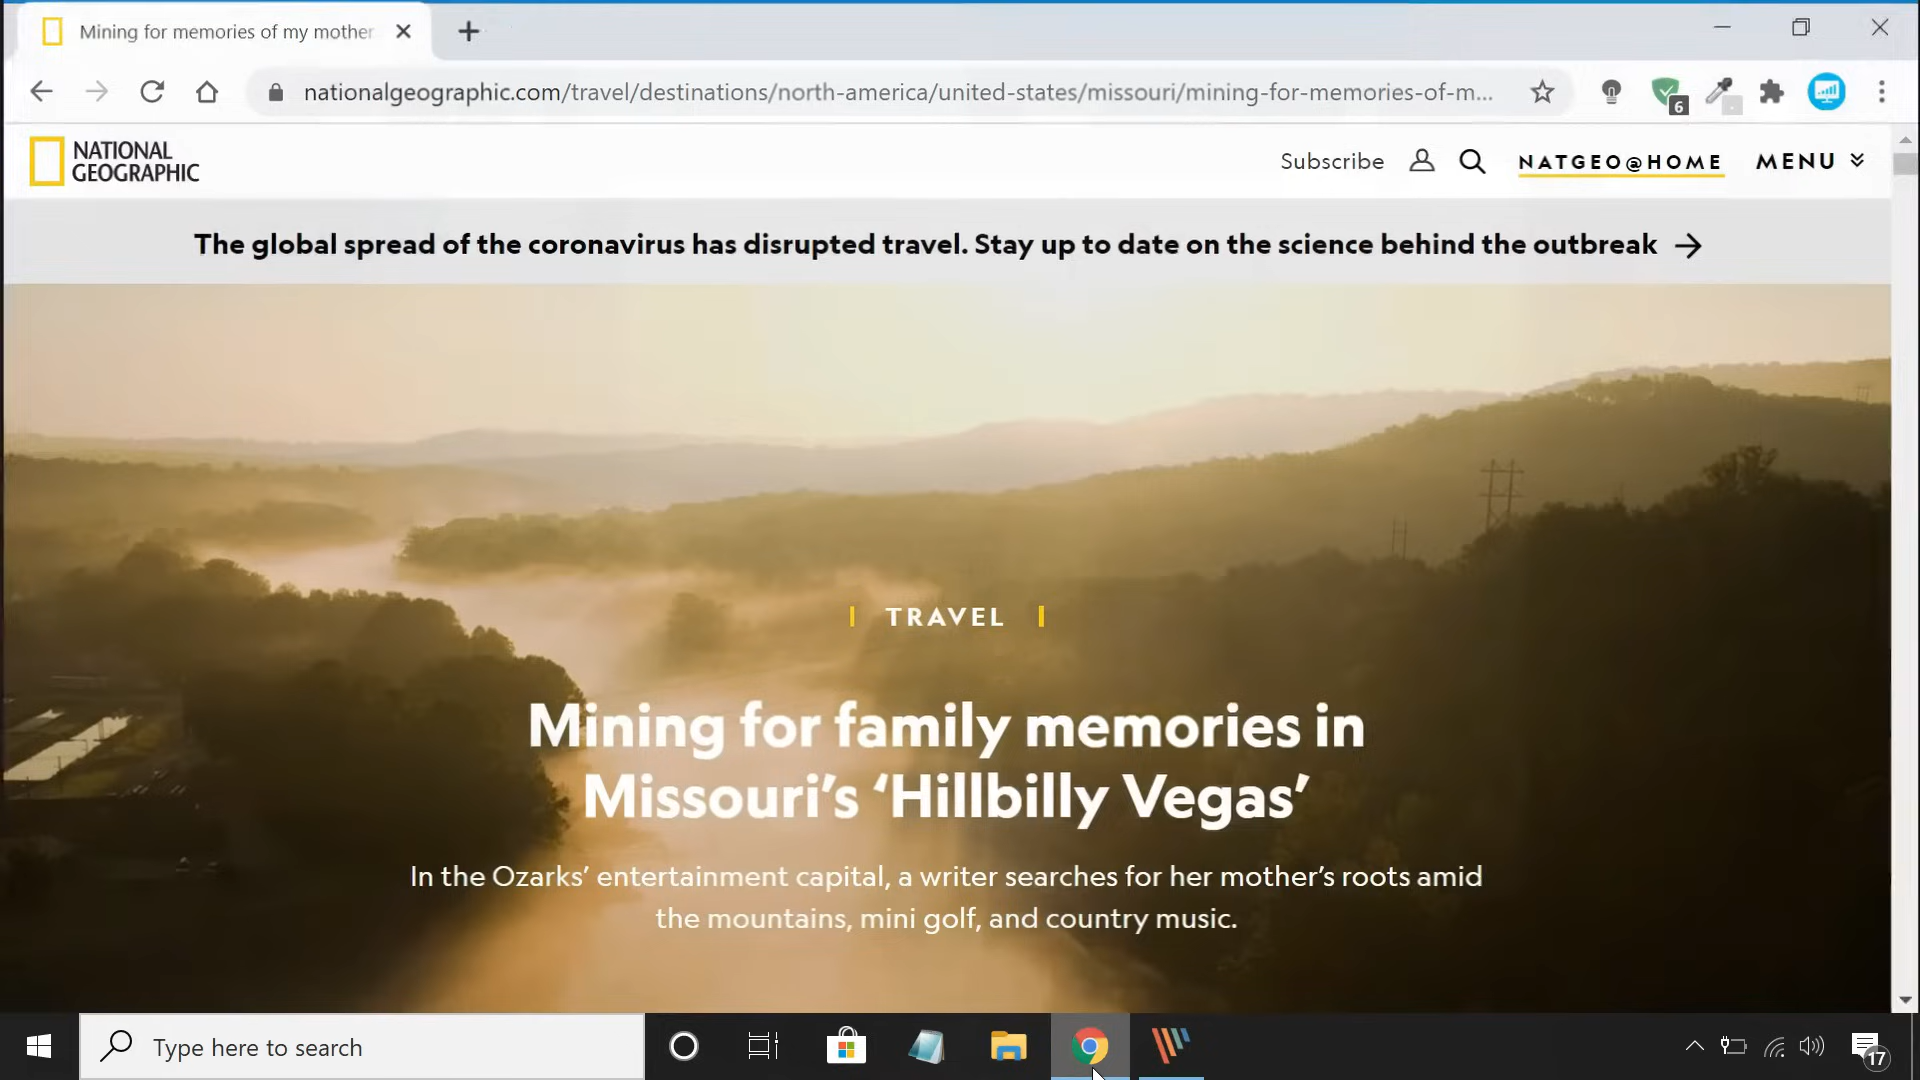 Mining for memories of my mother
nationalgeographic.com/travel/destinations/north-america/united-states/missouri/mining-for-memories-of-m...
6
NATIONAL
GEOGRAPHIC
Subscribe
NATGEO@HOME
MENU
The global spread of the coronavirus has disrupted travel. Stay up to date on the science behind the outbreak →
TRAVEL
Mining for family memories in
Missouri’s ‘Hillbilly Vegas’
In the Ozarks’ entertainment capital, a writer searches for her mother’s roots amid
the mountains, mini golf, and country music.
Type here to search
17